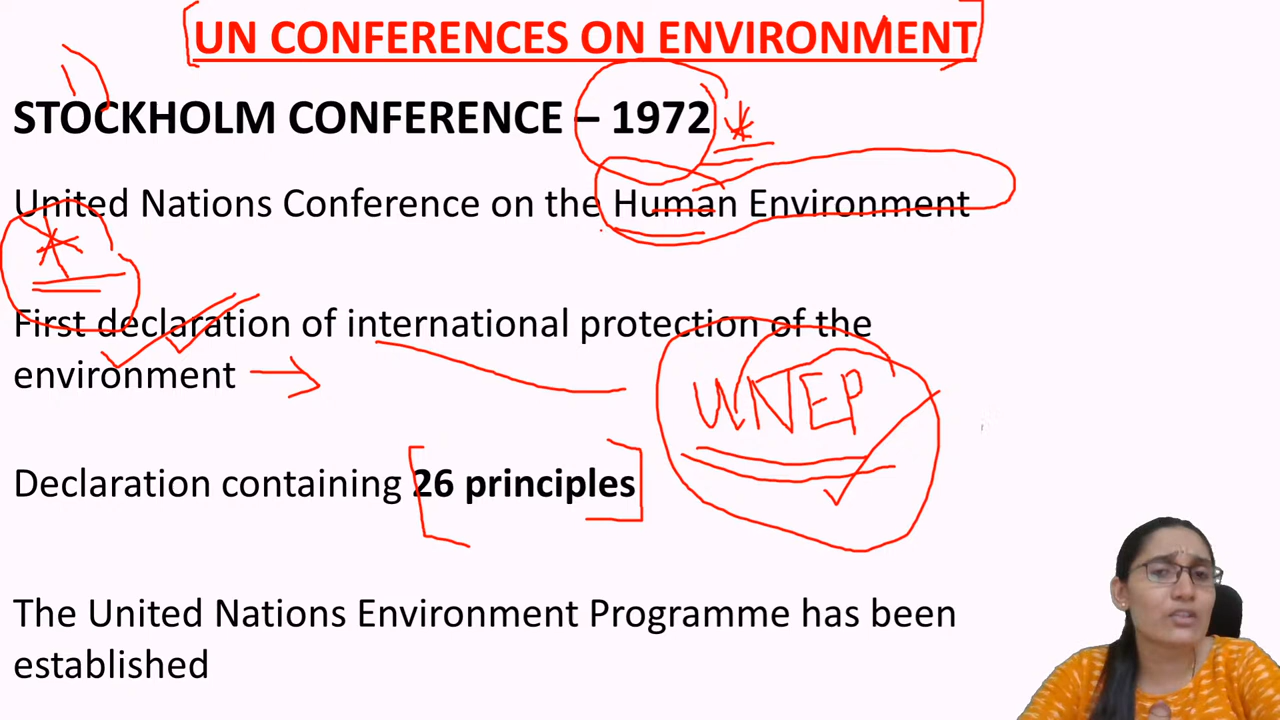 UN CONFERENCES ON ENVIRONMENT
1)
STOCKHOLM CONFERENCE – 1972
United Nations Conference on the Human Environment
First declaration of international protection of the
environment
UNEP
Declaration containing 26 principles
The United Nations Environment Programme has been
established